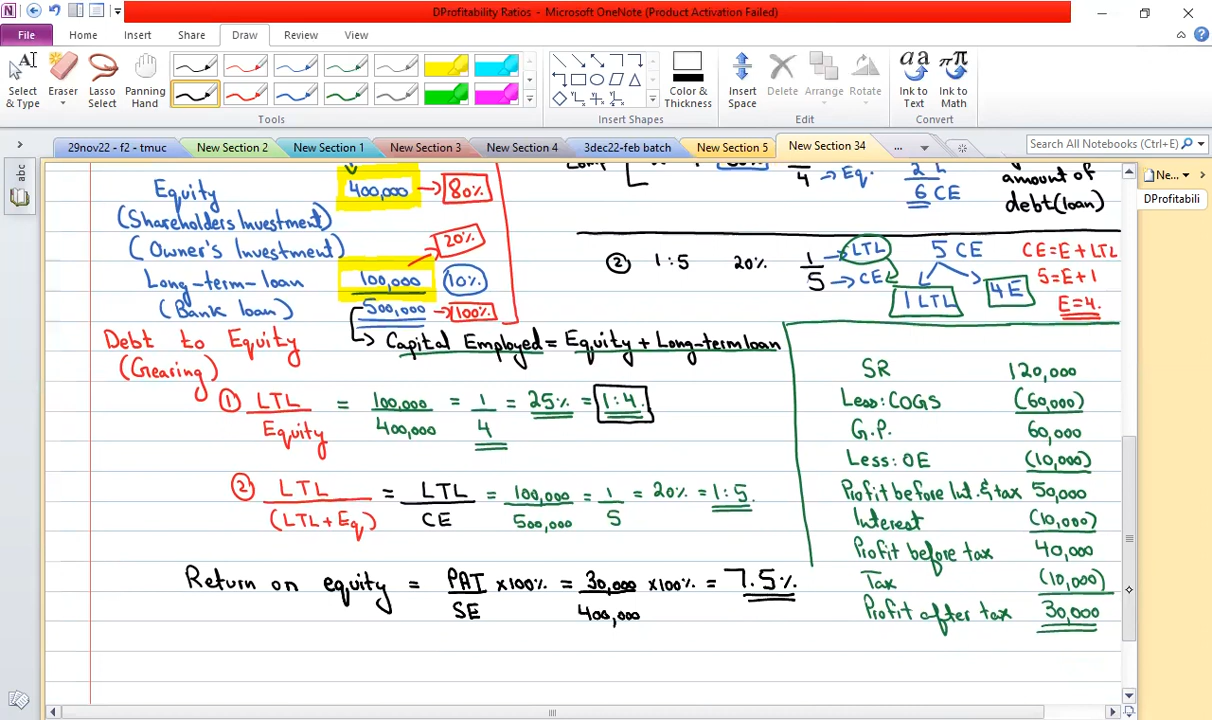 DProfitability Ratios - Microsoft OneNote (Product Activation Failed)
File Home Insert Share Draw Review View
Select & Type
Eraser
Lasso Select
Panning Hand
Color & Thickness
Insert Space
Delete
Arrange
Rotate
Ink to Text
Ink to Math
Tools
Insert Shapes
Edit
Convert
29nov22 - f2 - tmuc New Section 2 New Section 1 New Section 3 New Section 4 3dec22-feb batch New Section 5 New Section 34 ... Search All Notebooks (Ctrl+E)
abc
Ne...
DProfitabili
Equity 400,000 → 80%
(Shareholders Investment)
(Owner's Investment) 20%
Long-term-loan 100,000 10%
(Bank loan) 500,000 → 100%
4 → Eq. 2 L
6 CE
amount of
debt(loan)
② 1:5 20% 1 → LTL
5 → CE
5 CE
1 LTL 4 E
CE=E+LTL
5=E+1
E=4.
Debt to Equity
(Gearing)
Capital Employed = Equity + Long-term loan
① LTL = 100,000 = 1 = 25% = 1:4
Equity 400,000 4
② LTL = LTL = 100,000 = 1 = 20% = 1:5
(LTL+Eq) CE 500,000 5
Return on equity = PAT ×100% = 30,000 ×100% = 7.5%
SE 400,000
SR 120,000
Less: COGS (60,000)
G.P. 60,000
Less: OE (10,000)
Profit before Int. & tax 50,000
Interest (10,000)
Profit before tax 40,000
Tax (10,000)
Profit after tax 30,000